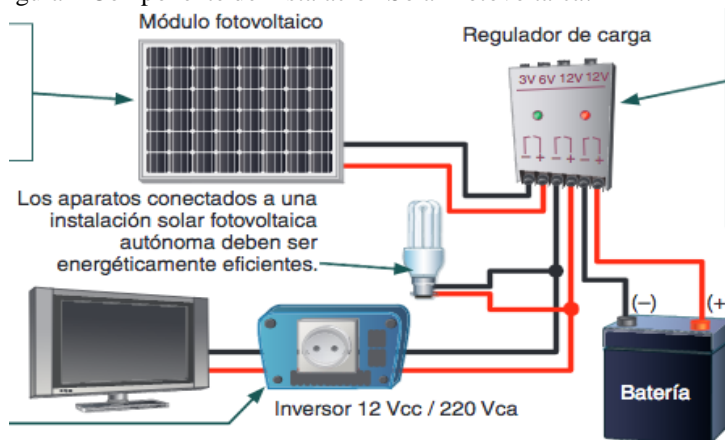 Módulo fotovoltaico
Regulador de carga
3V 6V 12V 12V
- + - + - +
Los aparatos conectados a una
instalación solar fotovoltaica
autónoma deben ser
energéticamente eficientes.
(-) (+
Batería
Inversor 12 Vcc / 220 Vca